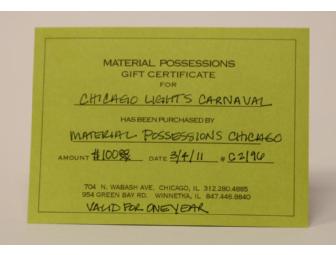 MATERIAL POSSESSIONS
GIFT CERTIFICATE
FOR
CHICAGO LIGHTS CARNAVAL
HAS BEEN PURCHASED BY
MATERIAL POSSESSIONS CHICAGO
AMOUNT $100 00 DATE 3/4/11 # C2196
704 N. WABASH AVE. CHICAGO, IL 312.280.4885
954 GREEN BAY RD. WINNETKA, IL 847.446.8840
VALID FOR ONE YEAR